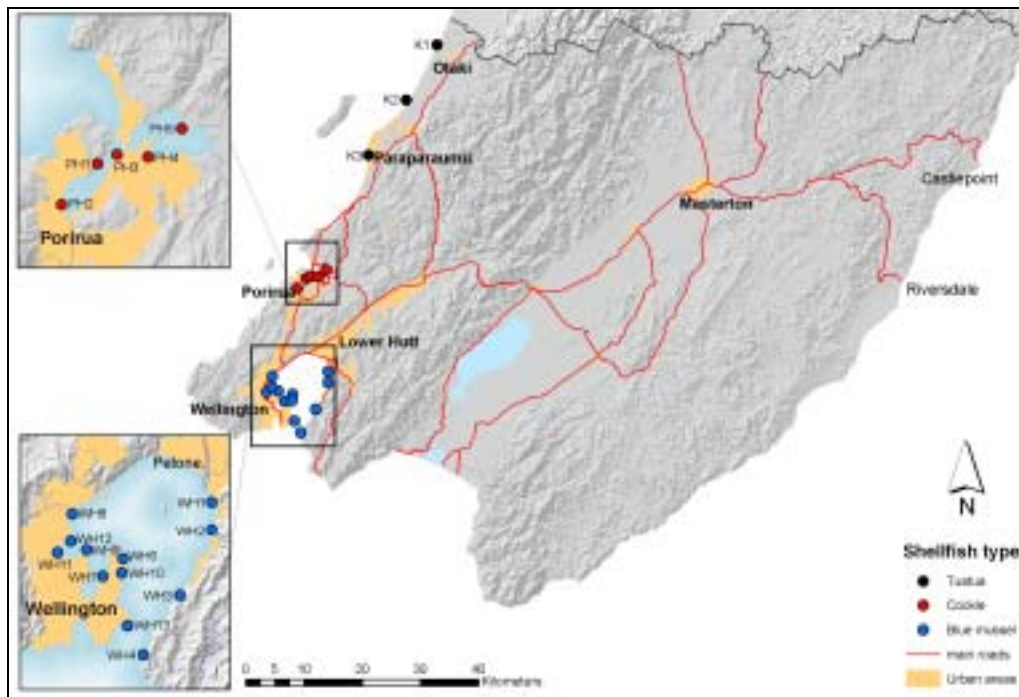 K1
Otaki
K2
K3
Paraparaumu
PH5
PH1
PH3
PH4
PH2
Porirua
Masterton
Castlepoint
Riversdale
Porirua
Lower Hutt
Wellington
Petone
WH1
WH2
WH8
WH12
WH11
WH7
WH10
WH3
Wellington
WH13
WH4
N
Shellfish type
Tuatua
Cockle
Blue mussel
main roads
Urban areas
0 5 10 20 30 40
Kilometers